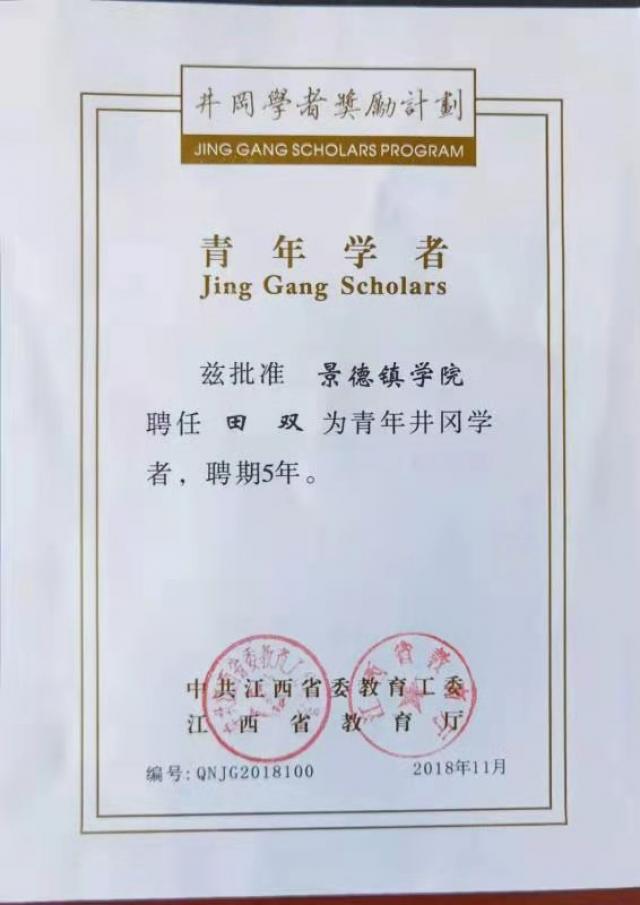 井冈學者獎励計劃
JING GANG SCHOLARS PROGRAM
青年学者
Jing Gang Scholars
兹批准 景德镇学院
聘任 田 双 为青年井冈学
者，聘期5年。
中共江西省委教育工委
江西省教育厅
编号:QNJG2018100
2018年11月